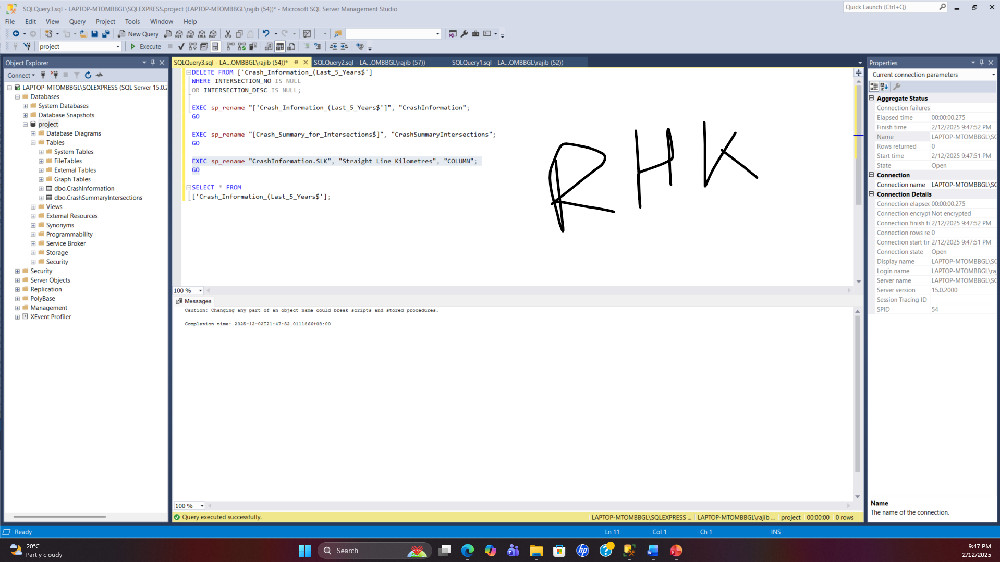 SQLQuery3.sql - LAPTOP-MTOMBBGL\SQLEXPRESS.project (LAPTOP-MTOMBBGL\rajib (54))* - Microsoft SQL Server Management Studio
Quick Launch (Ctrl+Q)
File Edit View Query Project Tools Window Help
New Query MDX DMX XMLA DAX
project Execute
Object Explorer
Connect
LAPTOP-MTOMBBGL\SQLEXPRESS (SQL Server 15.0.2
Databases
System Databases
Database Snapshots
project
Database Diagrams
Tables
System Tables
FileTables
External Tables
Graph Tables
dbo.CrashInformation
dbo.CrashSummaryIntersections
Views
External Resources
Synonyms
Programmability
Service Broker
Storage
Security
Security
Server Objects
Replication
PolyBase
Management
XEvent Profiler
SQLQuery3.sql - LA...OMBBGL\rajib (54))* SQLQuery2.sql - LA...OMBBGL\rajib (57)) SQLQuery1.sql - LA...OMBBGL\rajib (52))
DELETE FROM ['Crash_Information_(Last_5_Years$']
WHERE INTERSECTION_NO IS NULL
OR INTERSECTION_DESC IS NULL;
EXEC sp_rename "['Crash_Information_(Last_5_Years$']", "CrashInformation";
GO
EXEC sp_rename "[Crash_Summary_for_Intersections$]", "CrashSummaryIntersections";
GO
EXEC sp_rename "CrashInformation.SLK", "Straight Line Kilometres", "COLUMN";
GO
SELECT * FROM
['Crash_Information_(Last_5_Years$'];
RHK
100 %
Messages
Caution: Changing any part of an object name could break scripts and stored procedures.
Completion time: 2025-12-02T21:47:52.0111866+08:00
100 %
Query executed successfully. LAPTOP-MTOMBBGL\SQLEXPRESS ... LAPTOP-MTOMBBGL\rajib ... project 00:00:00 0 rows
Properties
Current connection parameters
Aggregate Status
Connection failures
Elapsed time 00:00:00.275
Finish time 2/12/2025 9:47:52 PM
Name LAPTOP-MTOMBBGL\SQ
Rows returned 0
Start time 2/12/2025 9:47:51 PM
State Open
Connection
Connection name LAPTOP-MTOMBBGL\SQ
Connection Details
Connection elapsed 00:00:00.275
Connection encrypt Not encrypted
Connection finish ti 2/12/2025 9:47:52 PM
Connection rows re 0
Connection start tir 2/12/2025 9:47:51 PM
Connection state Open
Display name LAPTOP-MTOMBBGL\SQ
Login name LAPTOP-MTOMBBGL\raj
Server name LAPTOP-MTOMBBGL\SQ
Server version 15.0.2000
Session Tracing ID
SPID 54
Name
The name of the connection.
Ready Ln 11 Col 1 Ch 1 INS
20°C
Partly cloudy
Search
9:47 PM
2/12/2025